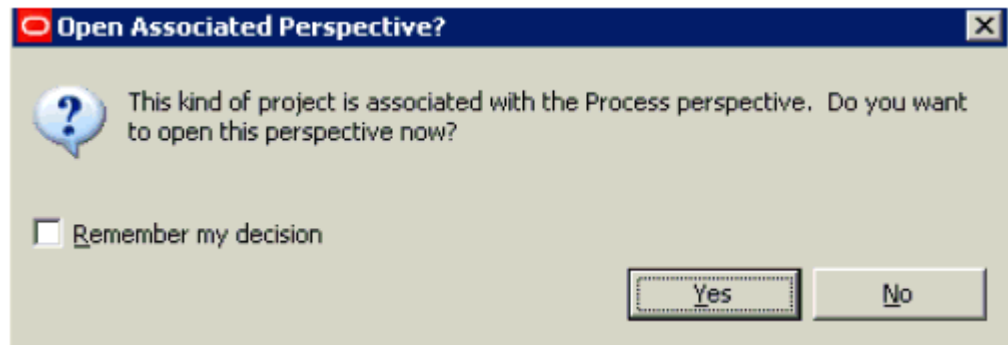 Open Associated Perspective?
This kind of project is associated with the Process perspective. Do you want
to open this perspective now?
Remember my decision
Yes
No